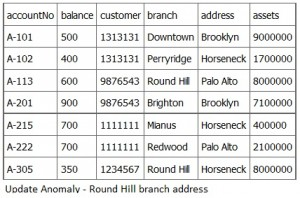 accountNo balance customer branch address assets
A-101 500 1313131 Downtown Brooklyn 9000000
A-102 400 1313131 Perryridge Horseneck 1700000
A-113 600 9876543 Round Hill Palo Alto 8000000
A-201 900 9876543 Brighton Brooklyn 7100000
A-215 700 1111111 Mianus Horseneck 400000
A-222 700 1111111 Redwood Palo Alto 2100000
A-305 350 1234567 Round Hill Horseneck 8000000
Update Anomaly - Round Hill branch address